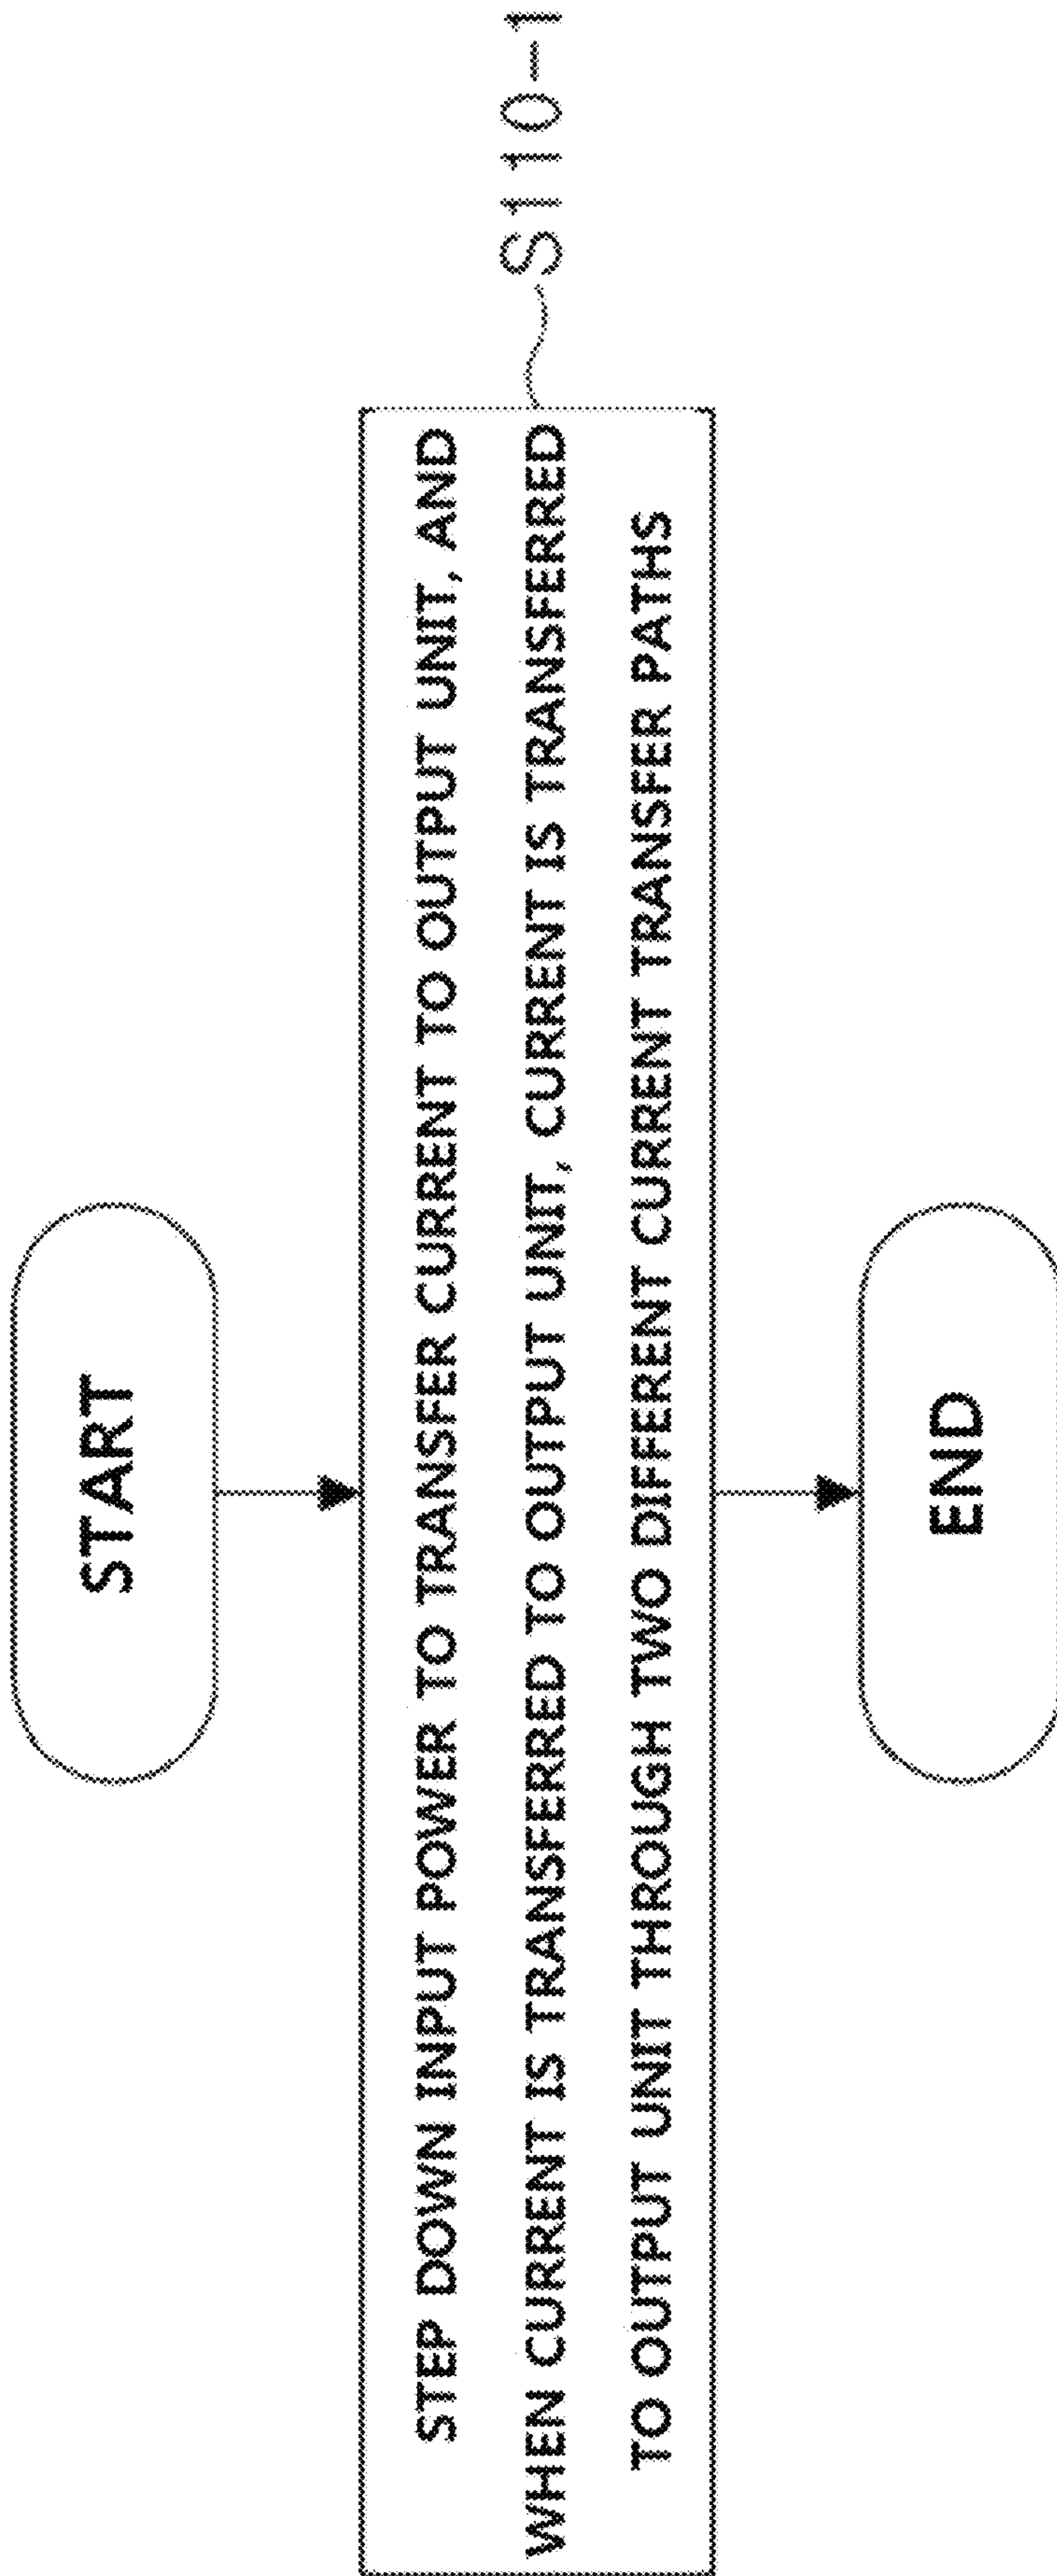 START
STEP DOWN INPUT POWER TO TRANSFER CURRENT TO OUTPUT UNIT, AND
WHEN CURRENT IS TRANSFERRED TO OUTPUT UNIT, CURRENT IS TRANSFERRED
TO OUTPUT UNIT THROUGH TWO DIFFERENT CURRENT TRANSFER PATHS
S110-1
END